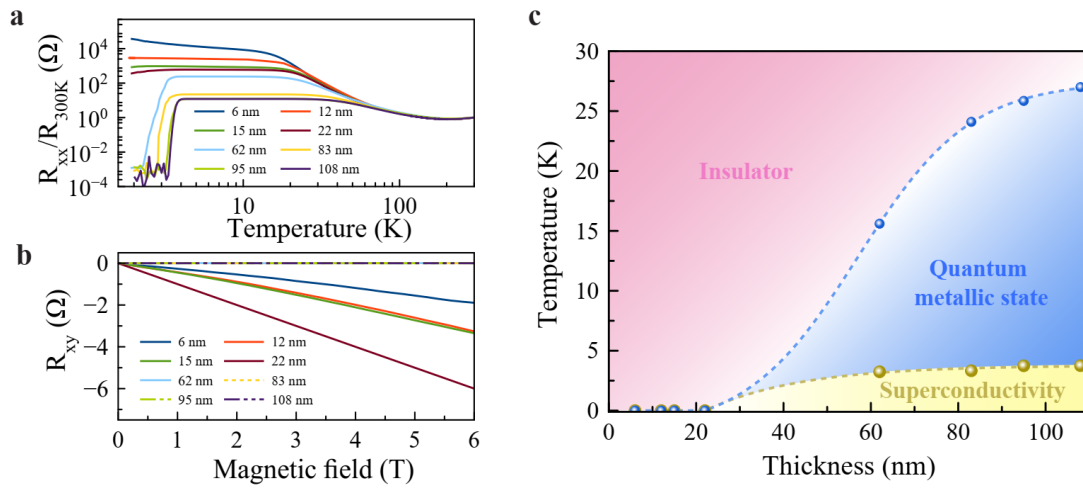 a
R_xx/R_300K (Ω)
10^4
10^2
10^0
10^-2
10^-4
6 nm 12 nm
15 nm 22 nm
62 nm 83 nm
95 nm 108 nm
10 100
Temperature (K)
b
R_xy (Ω)
0
-2
-4
-6
6 nm 12 nm
15 nm 22 nm
62 nm 83 nm
95 nm 108 nm
0 1 2 3 4 5 6
Magnetic field (T)
c
Temperature (K)
30
25
20
15
10
5
0
Insulator
Quantum
metallic state
Superconductivity
0 20 40 60 80 100
Thickness (nm)